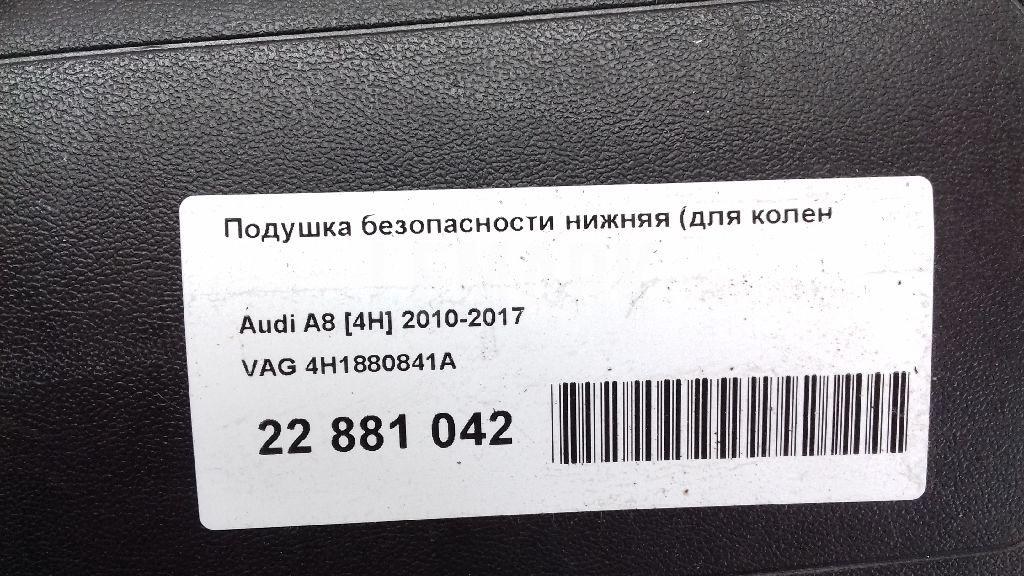 Подушка безопасности нижняя (для колен
Audi A8 [4H] 2010-2017
VAG 4H1880841A
22 881 042